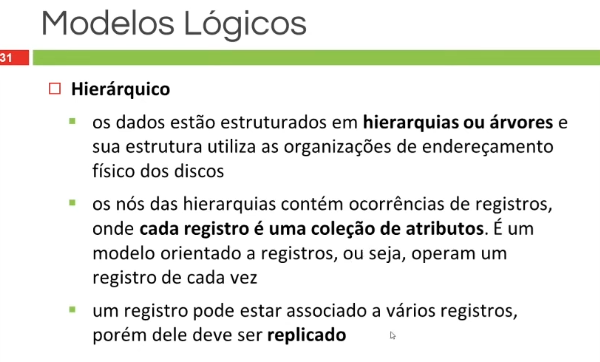 Modelos Lógicos
31
Hierárquico
os dados estão estruturados em hierarquias ou árvores e
sua estrutura utiliza as organizações de endereçamento
físico dos discos
os nós das hierarquias contém ocorrências de registros,
onde cada registro é uma coleção de atributos. É um
modelo orientado a registros, ou seja, operam um
registro de cada vez
um registro pode estar associado a vários registros,
porém dele deve ser replicado